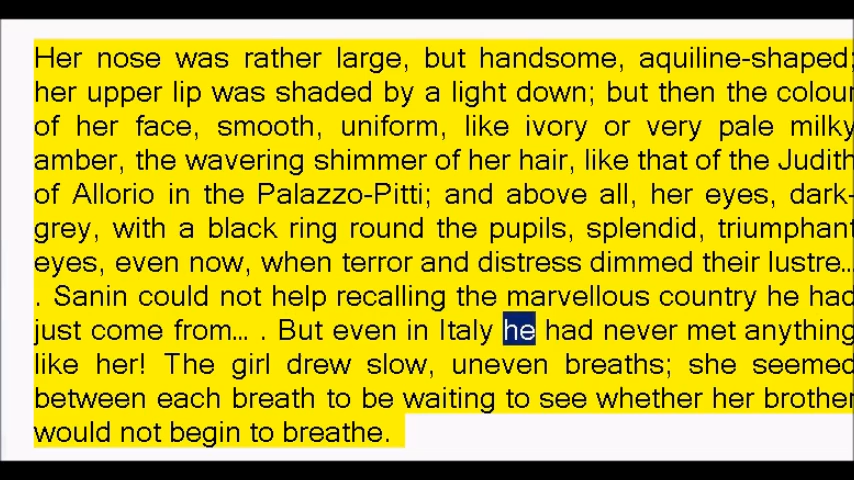 Her nose was rather large, but handsome, aquiline-shaped;
her upper lip was shaded by a light down; but then the colour
of her face, smooth, uniform, like ivory or very pale milky
amber, the wavering shimmer of her hair, like that of the Judith
of Allorio in the Palazzo-Pitti; and above all, her eyes, dark-
grey, with a black ring round the pupils, splendid, triumphant
eyes, even now, when terror and distress dimmed their lustre...
. Sanin could not help recalling the marvellous country he had
just come from... . But even in Italy he had never met anything
like her! The girl drew slow, uneven breaths; she seemed
between each breath to be waiting to see whether her brother
would not begin to breathe.